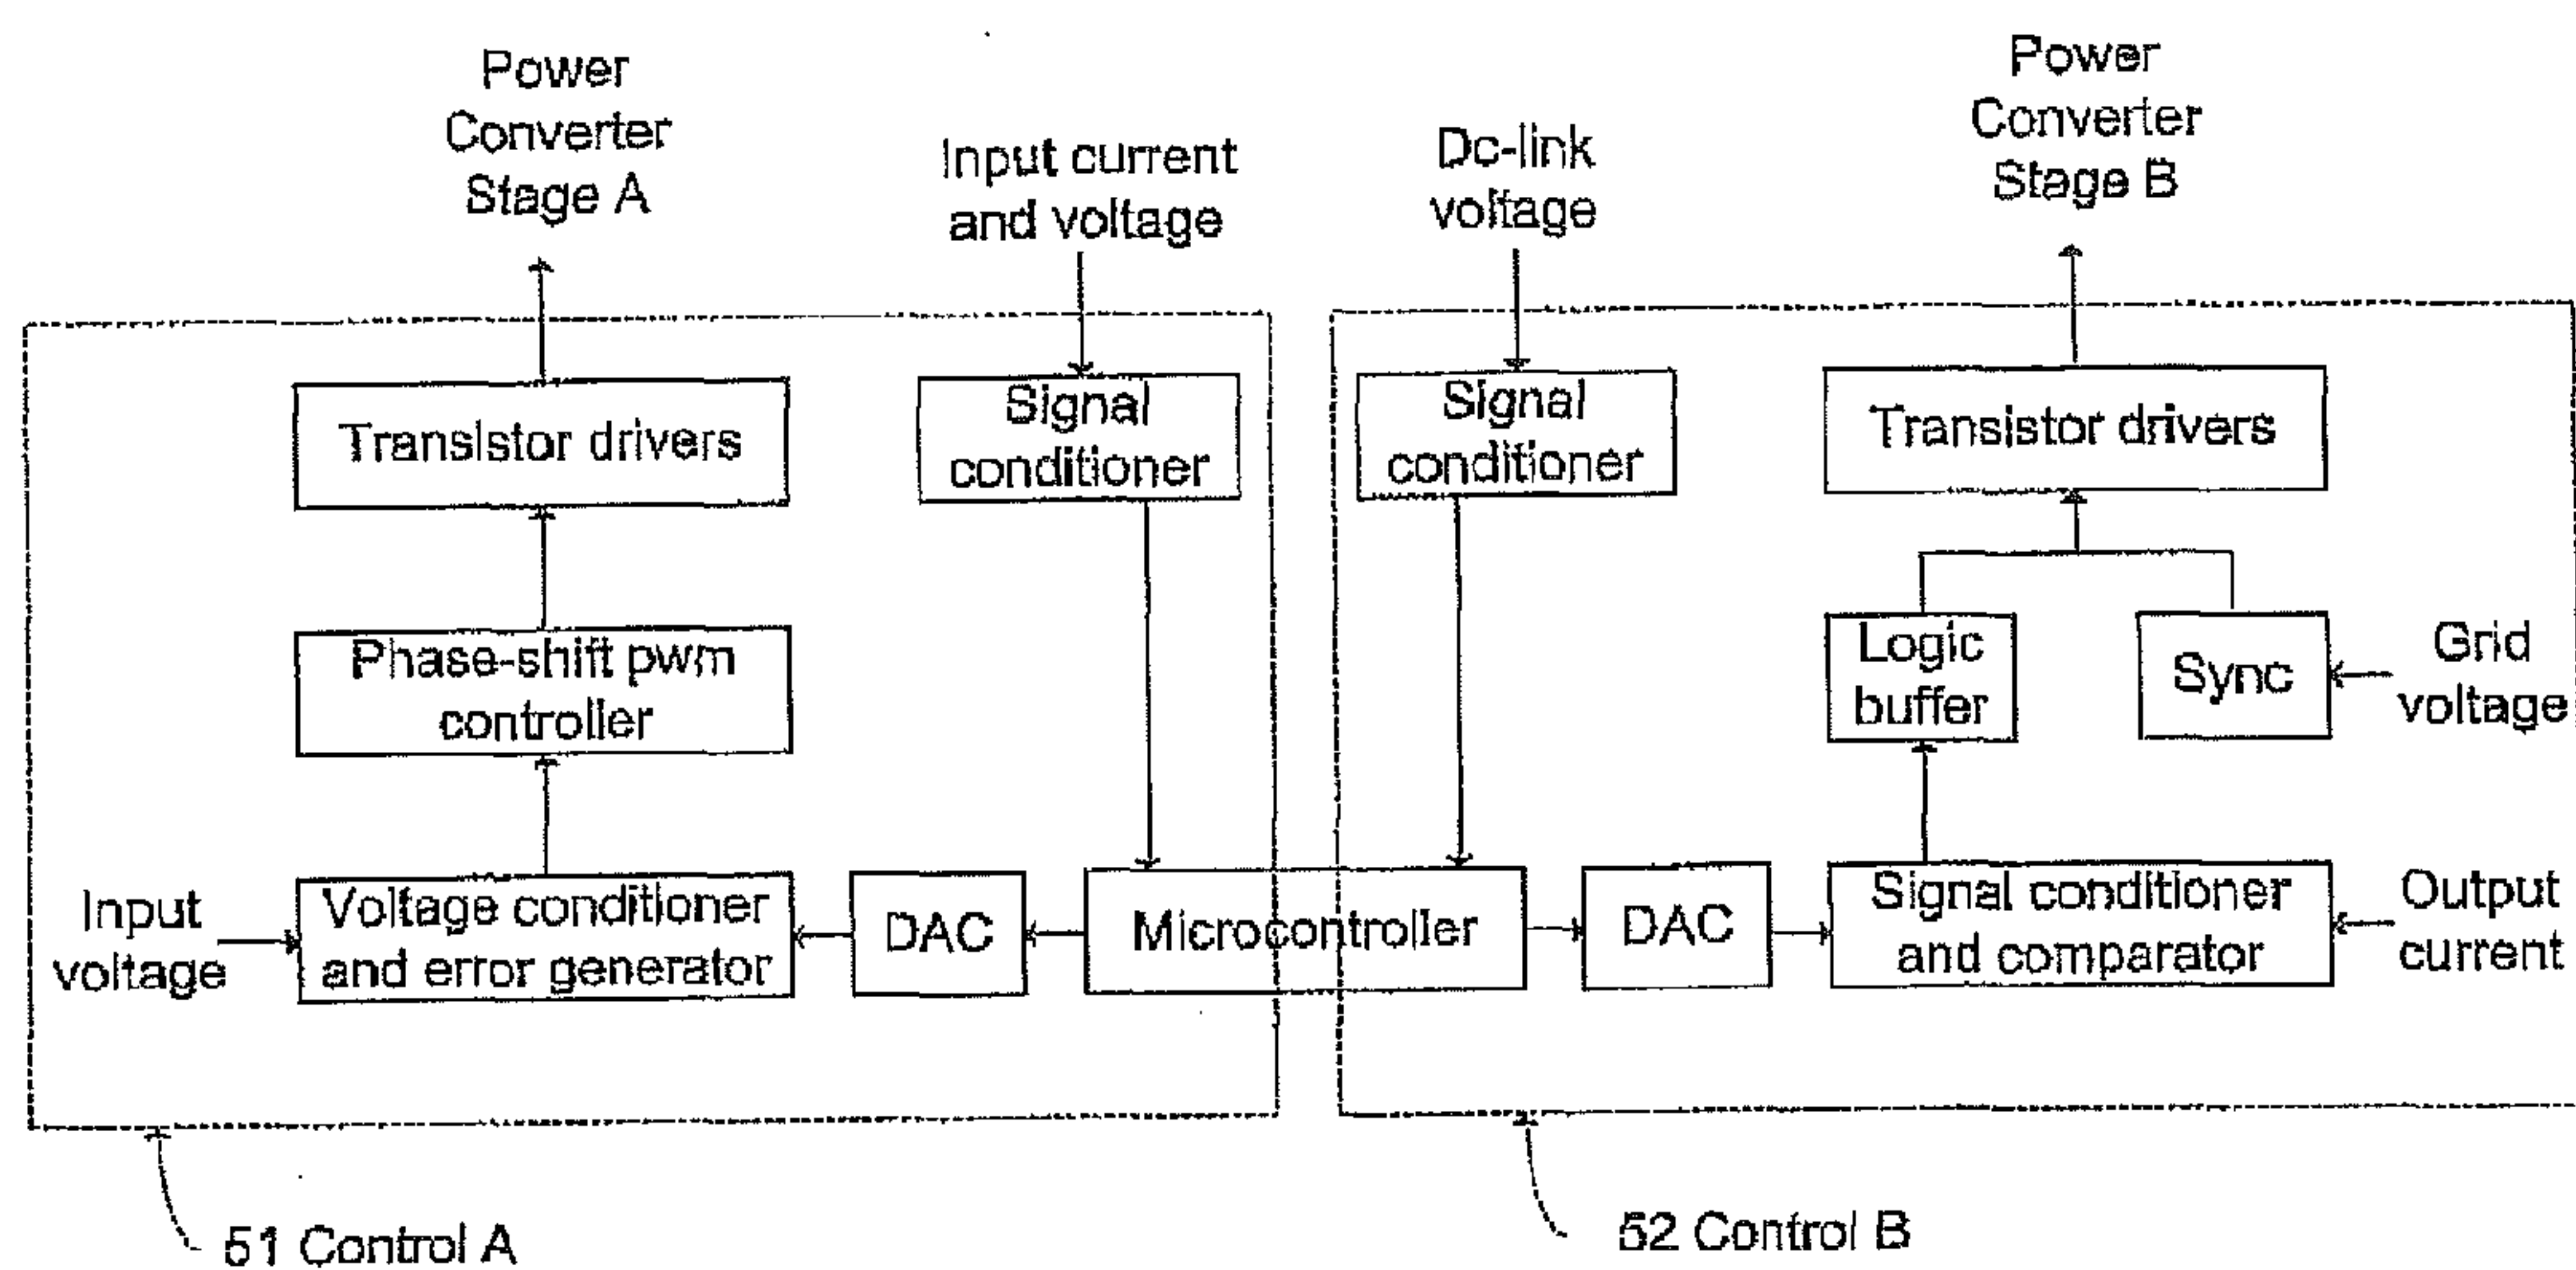 Power
Converter
Stage A
Input current
and voltage
Dc-link
voltage
Power
Converter
Stage B
Transistor drivers
Signal
conditioner
Signal
conditioner
Transistor drivers
Phase-shift pwm
controller
Logic
buffer
Sync
Grid
voltage
Input
voltage
Voltage conditioner
and error generator
DAC
Microcontroller
DAC
Signal conditioner
and comparator
Output
current
51 Control A
52 Control B